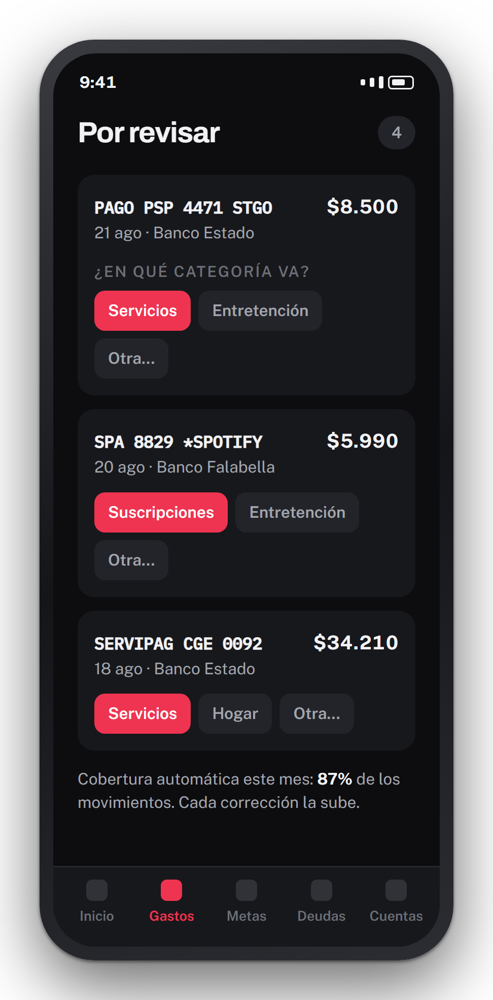 9:41
Por revisar
4
PAGO PSP 4471 STGO $8.500
21 ago · Banco Estado
¿EN QUÉ CATEGORÍA VA?
Servicios Entretención
Otra...
SPA 8829 *SPOTIFY $5.990
20 ago · Banco Falabella
Suscripciones Entretención
Otra...
SERVIPAG CGE 0092 $34.210
18 ago · Banco Estado
Servicios Hogar Otra...
Cobertura automática este mes: 87% de los
movimientos. Cada corrección la sube.
Inicio Gastos Metas Deudas Cuentas